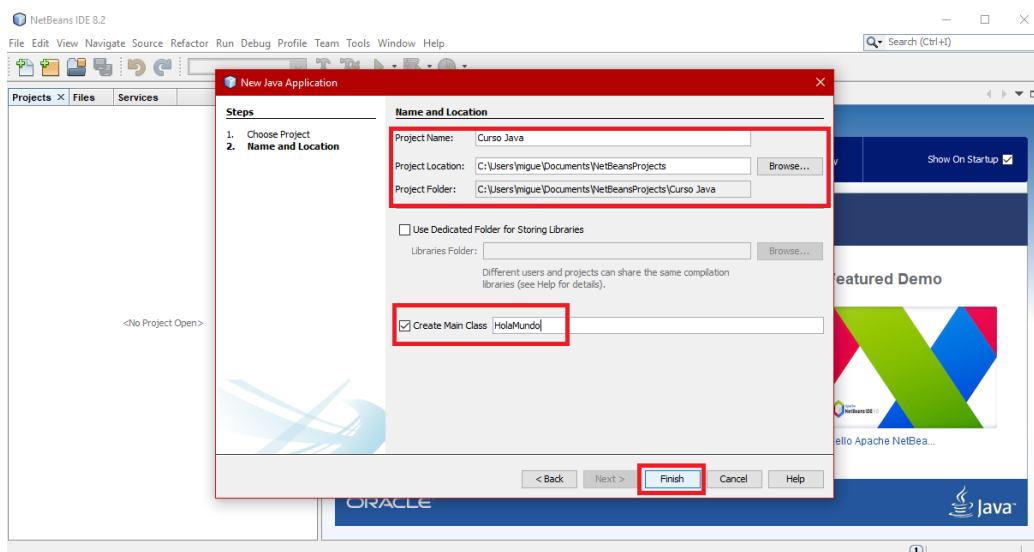 NetBeans IDE 8.2
File Edit View Navigate Source Refactor Run Debug Profile Team Tools Window Help
Search (Ctrl+I)
Projects Files Services
<No Project Open>
New Java Application
Steps
1. Choose Project
2. Name and Location
Name and Location
Project Name: Curso Java
Project Location: C:\Users\migue\Documents\NetBeansProjects Browse...
Project Folder: C:\Users\migue\Documents\NetBeansProjects\Curso Java
Use Dedicated Folder for Storing Libraries
Libraries Folder: Browse...
Different users and projects can share the same compilation
libraries (see Help for details).
Create Main Class HolaMundo
< Back Next > Finish Cancel Help
Show On Startup
eatured Demo
Apache
NetBeans IDE
ello Apache NetBea...
ORACLE
Java
1